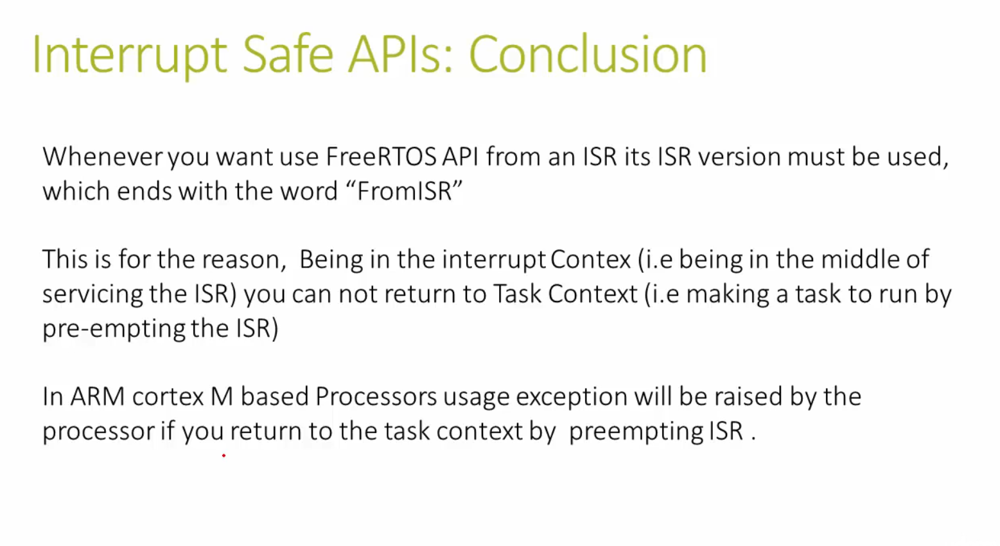 Interrupt Safe APIs: Conclusion
Whenever you want use FreeRTOS API from an ISR its ISR version must be used,
which ends with the word “FromISR”
This is for the reason, Being in the interrupt Contex (i.e being in the middle of
servicing the ISR) you can not return to Task Context (i.e making a task to run by
pre-empting the ISR)
In ARM cortex M based Processors usage exception will be raised by the
processor if you return to the task context by preempting ISR .